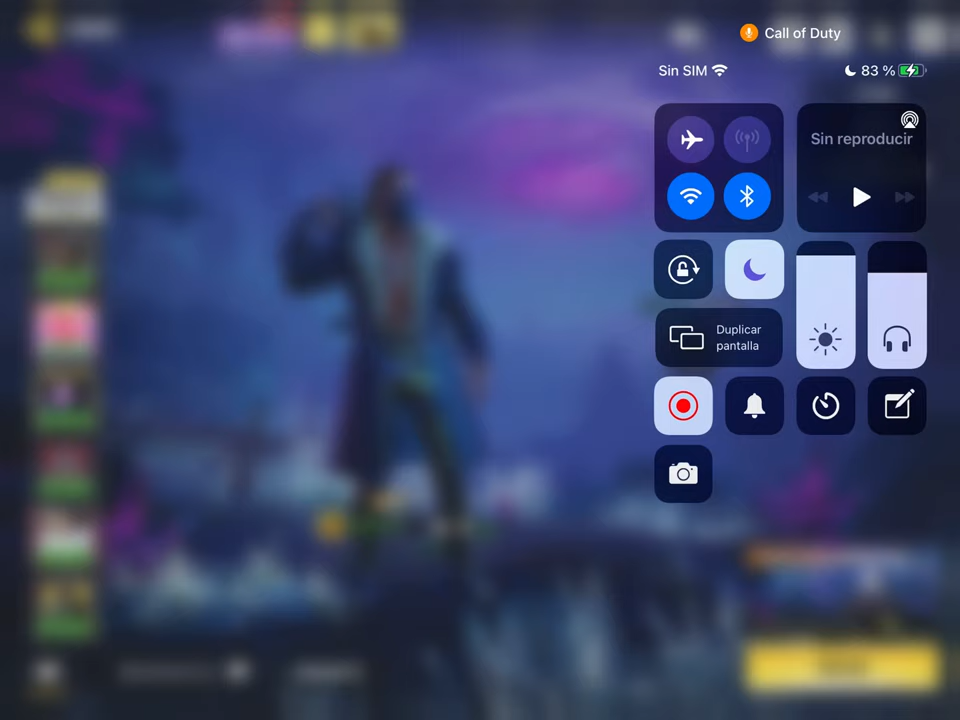 Call of Duty
Sin SIM
83 %
Sin reproducir
Duplicar
pantalla